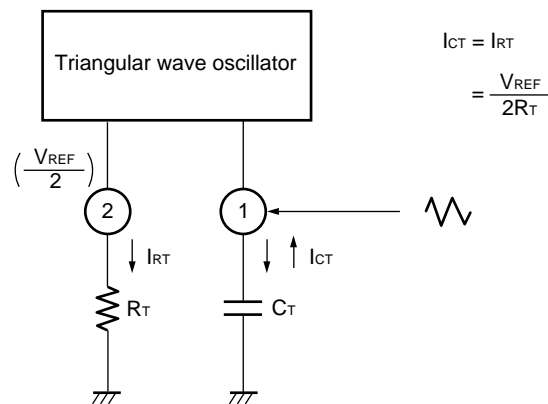 Triangular wave oscillator
ICT = IRT
= VREF
2RT
(VREF
2)
2
1
IRT
ICT
RT
CT